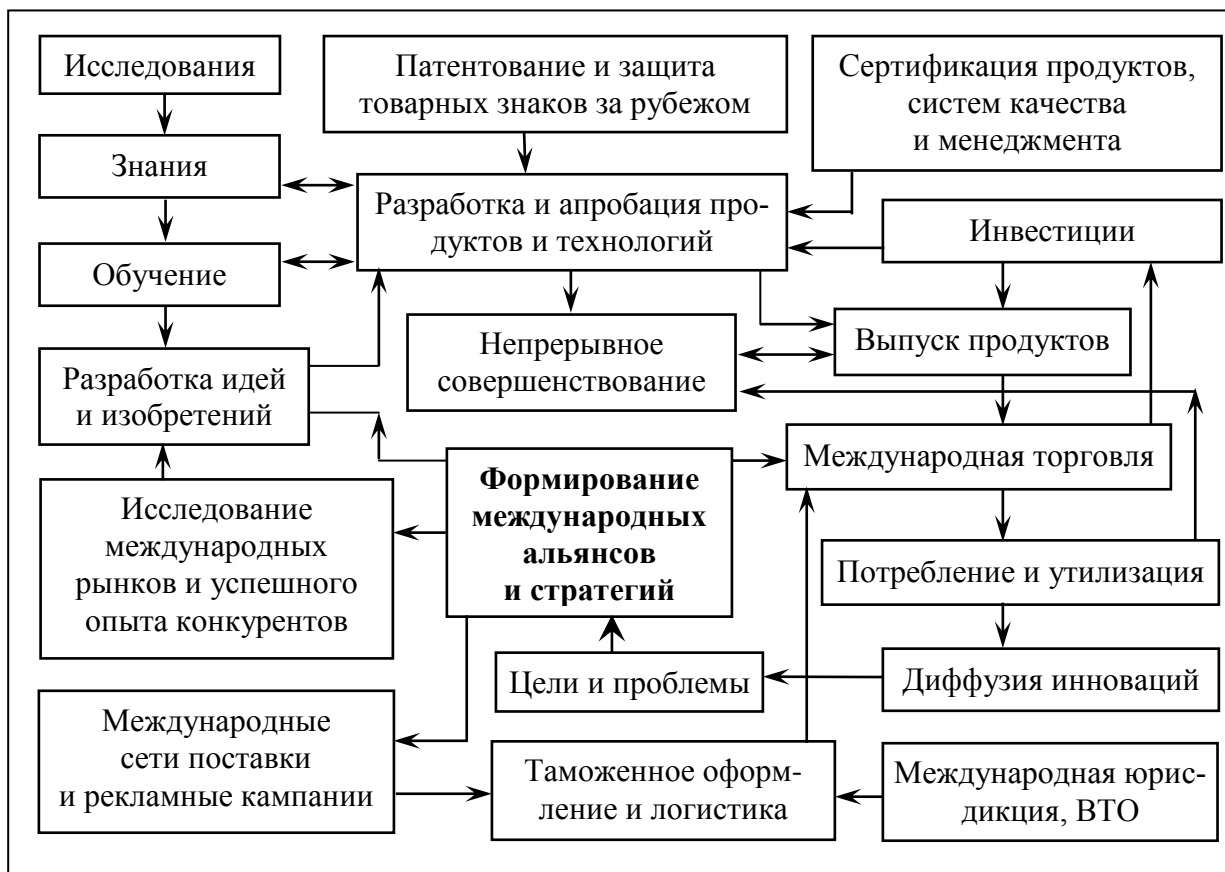 Исследования
Патентование и защита
товарных знаков за рубежом
Сертификация продуктов,
систем качества
и менеджмента
Знания
Разработка и апробация про-
дуктов и технологий
Инвестиции
Обучение
Непрерывное
совершенствование
Выпуск продуктов
Разработка идей
и изобретений
Формирование
международных
альянсов
и стратегий
Международная торговля
Исследование
международных
рынков и успешного
опыта конкурентов
Потребление и утилизация
Цели и проблемы
Диффузия инноваций
Международные
сети поставки
и рекламные кампании
Таможенное оформ-
ление и логистика
Международная юрис-
дикция, ВТО